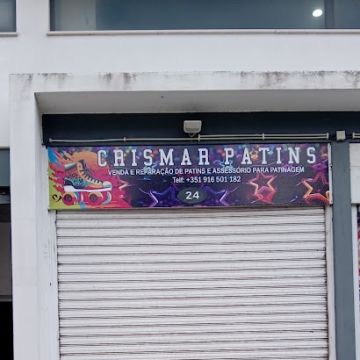 CRISMAR PATINS
VENDA E REPARAÇÃO DE PATINS E ASSESSÓRIO PARA PATINAGEM
Telf: +351 916 501 182
24